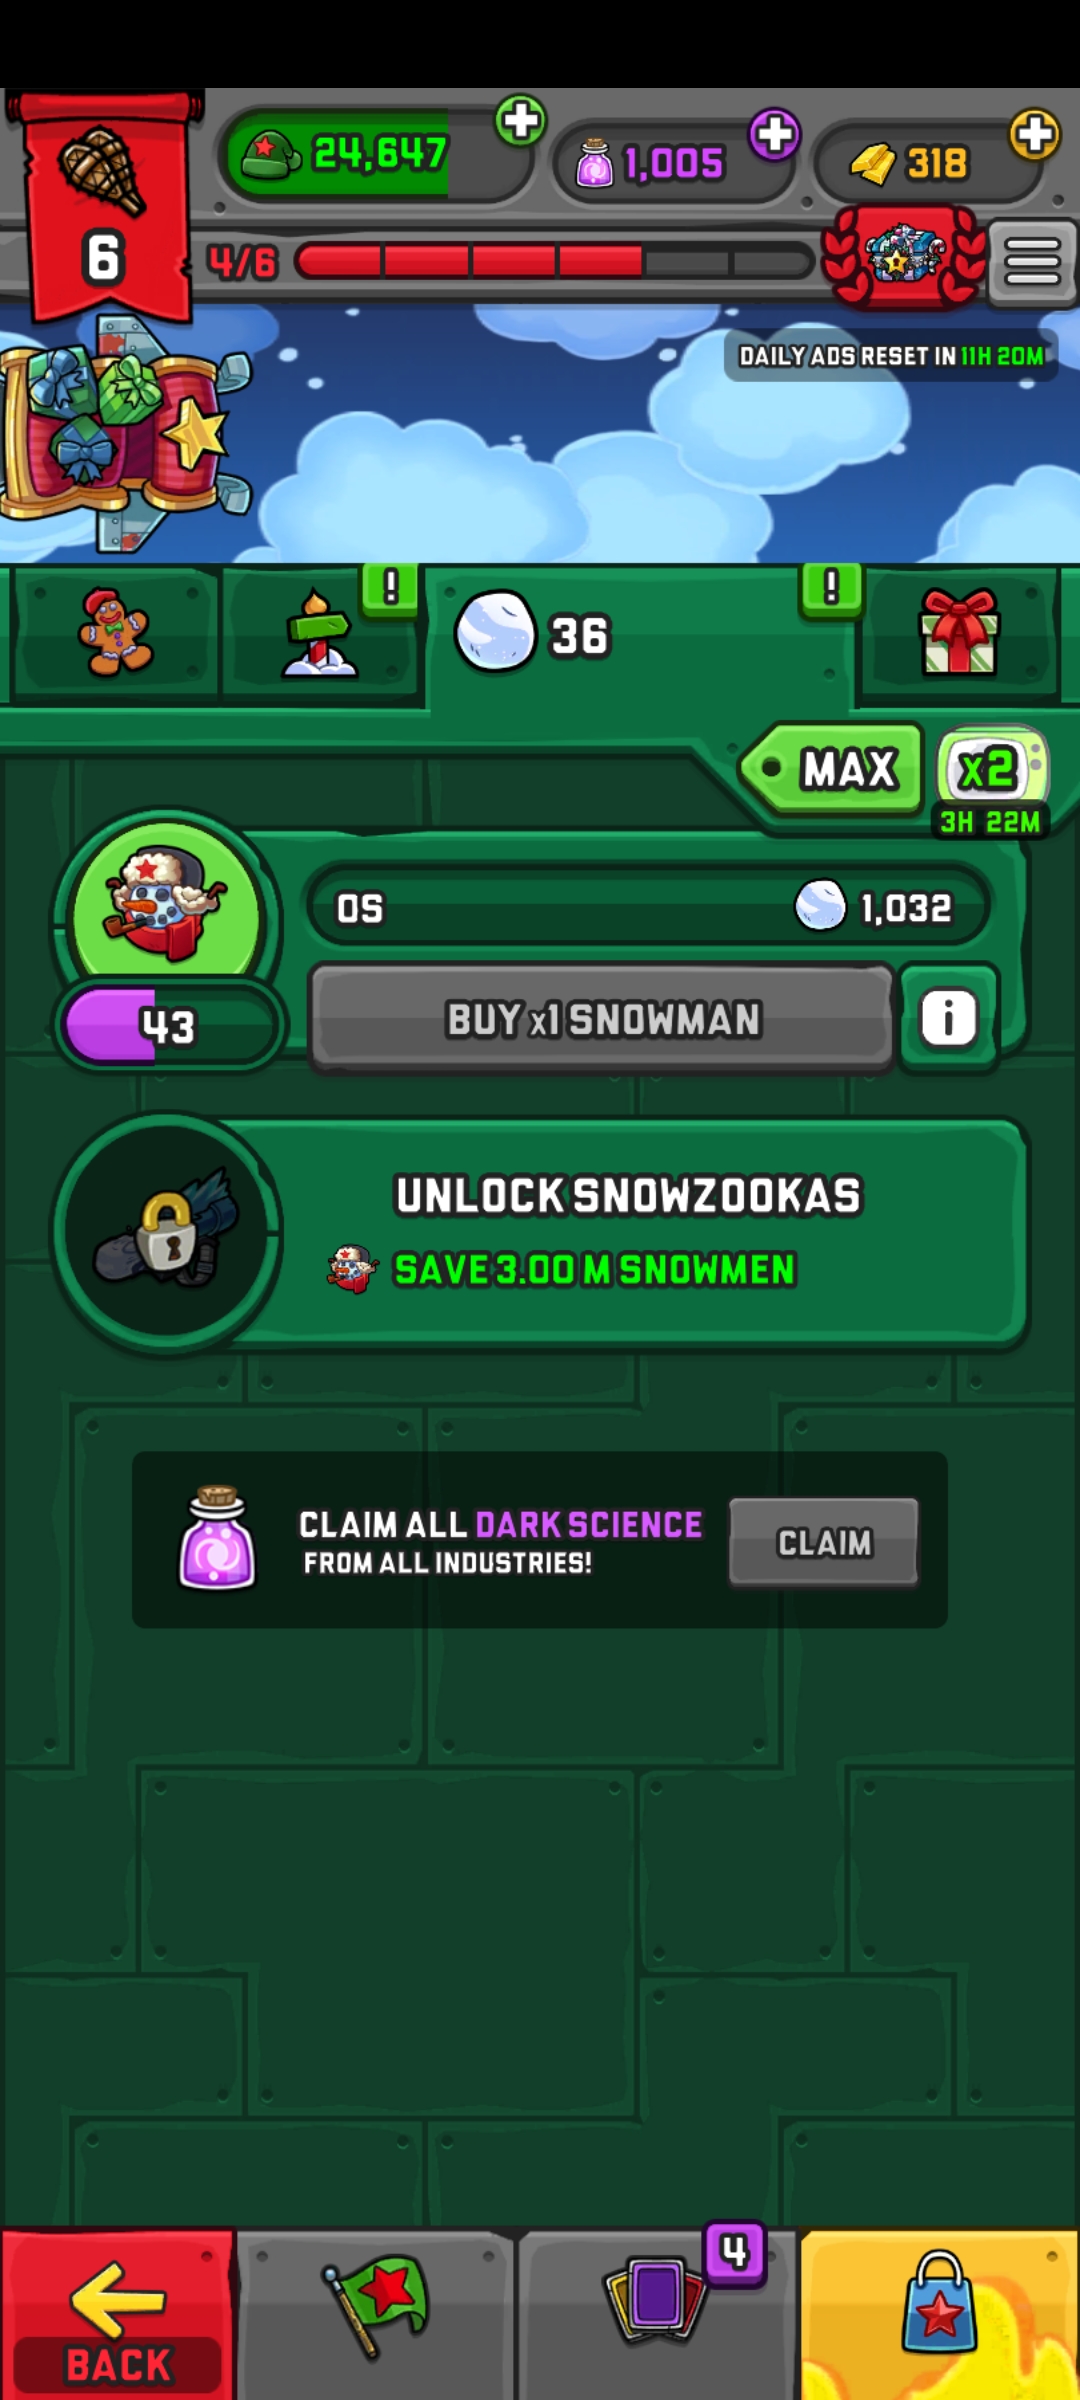 24,647
1,005
318
6
4/6
DAILY ADS RESET IN 11H 20M
!
!
36
MAX
x2
3H 22M
0S
1,032
43
BUY x1 SNOWMAN
i
UNLOCK SNOWZOOKAS
SAVE 3.00 M SNOWMEN
CLAIM ALL DARK SCIENCE
FROM ALL INDUSTRIES!
CLAIM
4
BACK